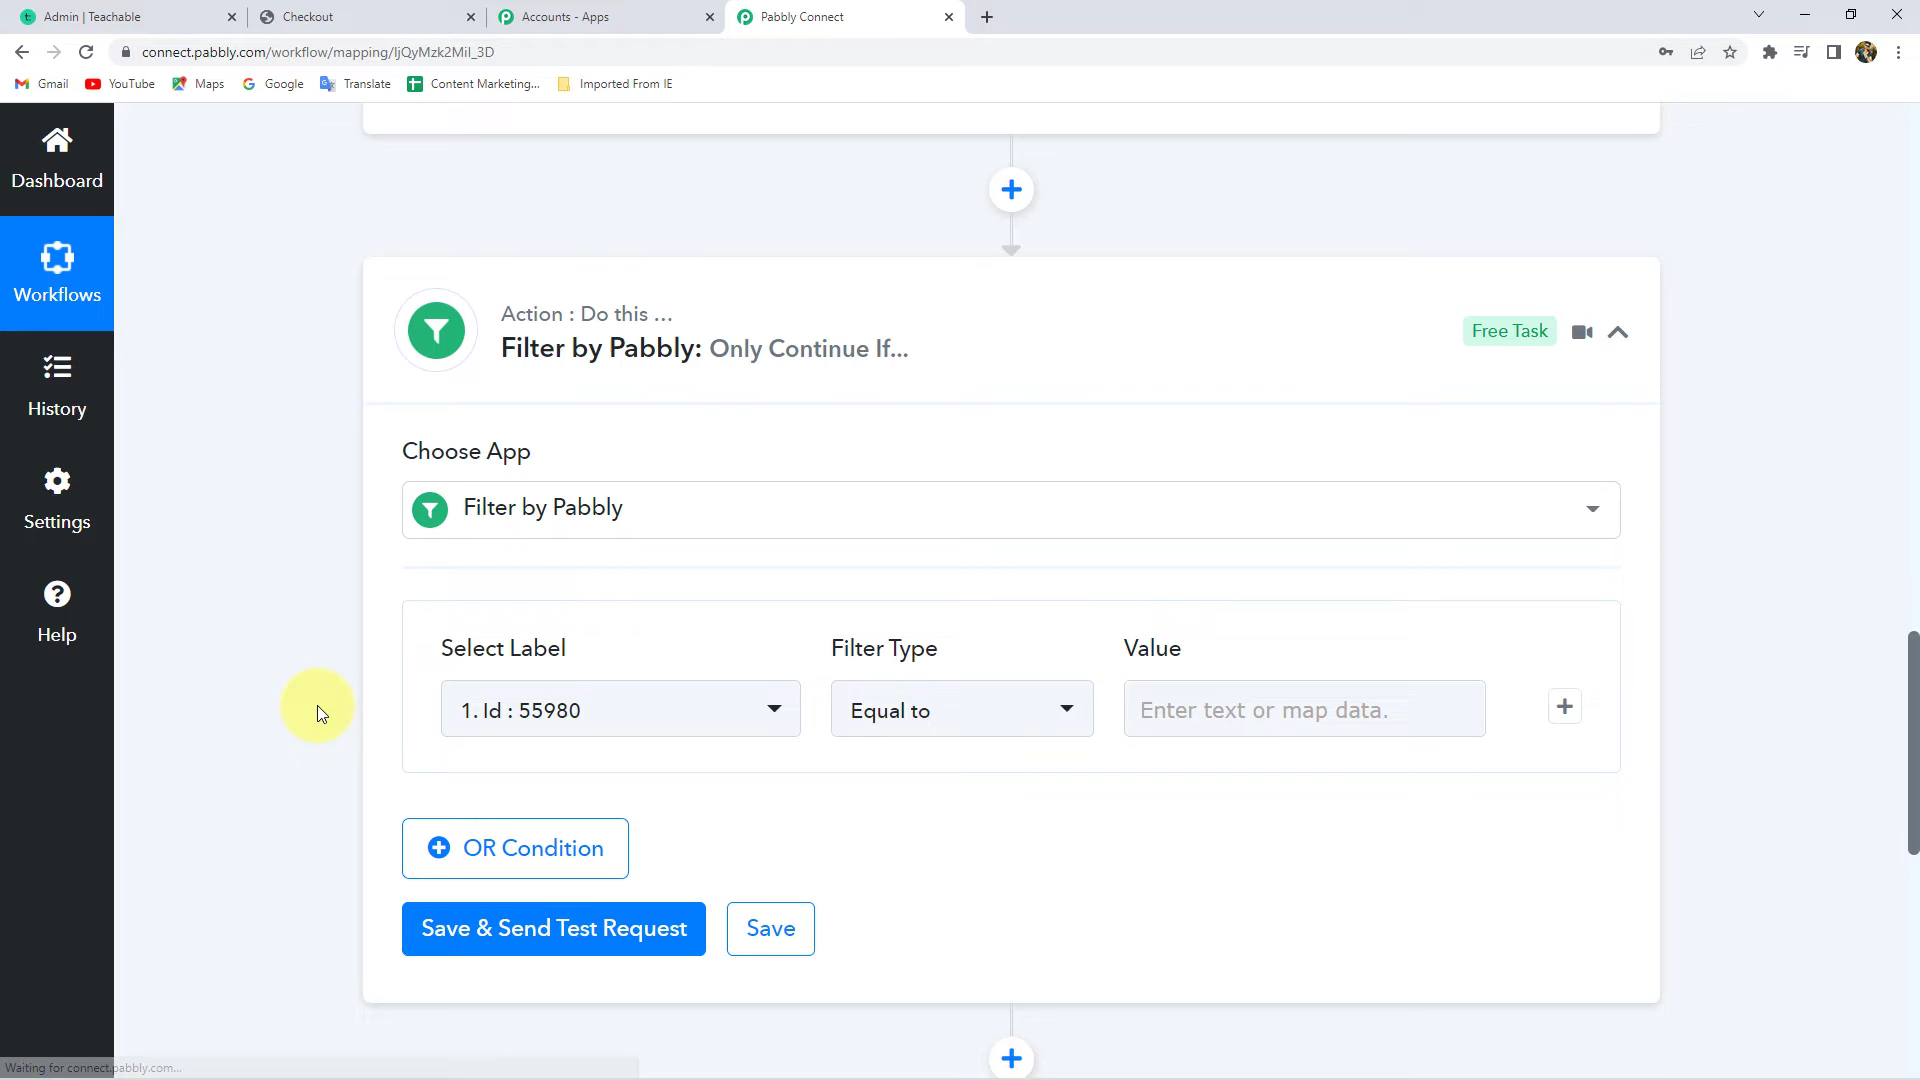 Admin | Teachable
Checkout
Accounts - Apps
Pabbly Connect
connect.pabbly.com/workflow/mapping/IjQyMzk2MiI_3D
Gmail
YouTube
Maps
Google
Translate
Content Marketing...
Imported From IE
Dashboard
Workflows
History
Settings
Help
Action : Do this ...
Filter by Pabbly: Only Continue If...
Free Task
Choose App
Filter by Pabbly
Select Label
Filter Type
Value
1. Id : 55980
Equal to
Enter text or map data.
OR Condition
Save & Send Test Request
Save
Waiting for connect.pabbly.com...